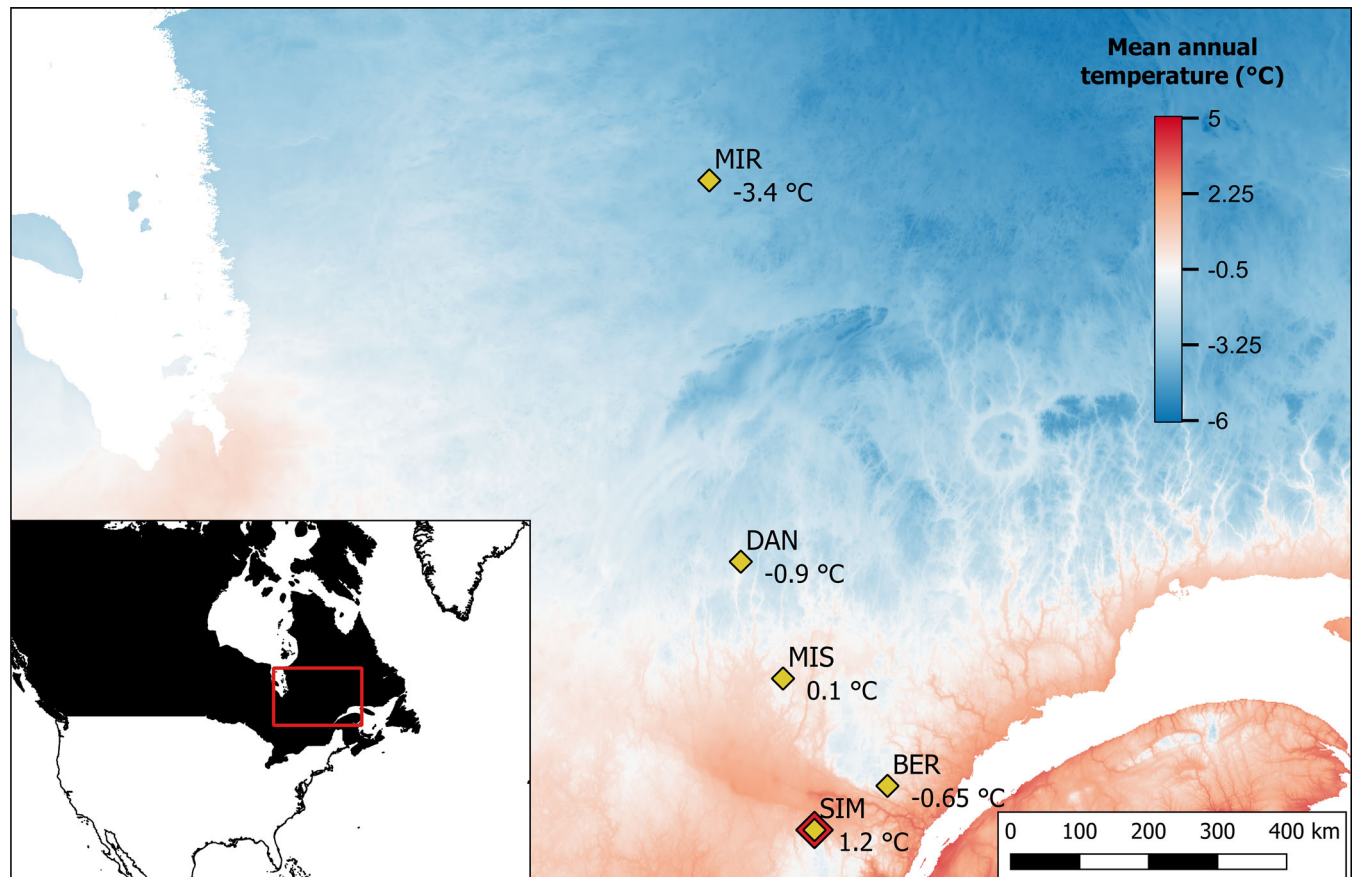 Mean annual
temperature (°C)
5
2.25
-0.5
-3.25
-6
MIR
-3.4 °C
DAN
-0.9 °C
MIS
0.1 °C
BER
-0.65 °C
SIM
1.2 °C
0 100 200 300 400 km